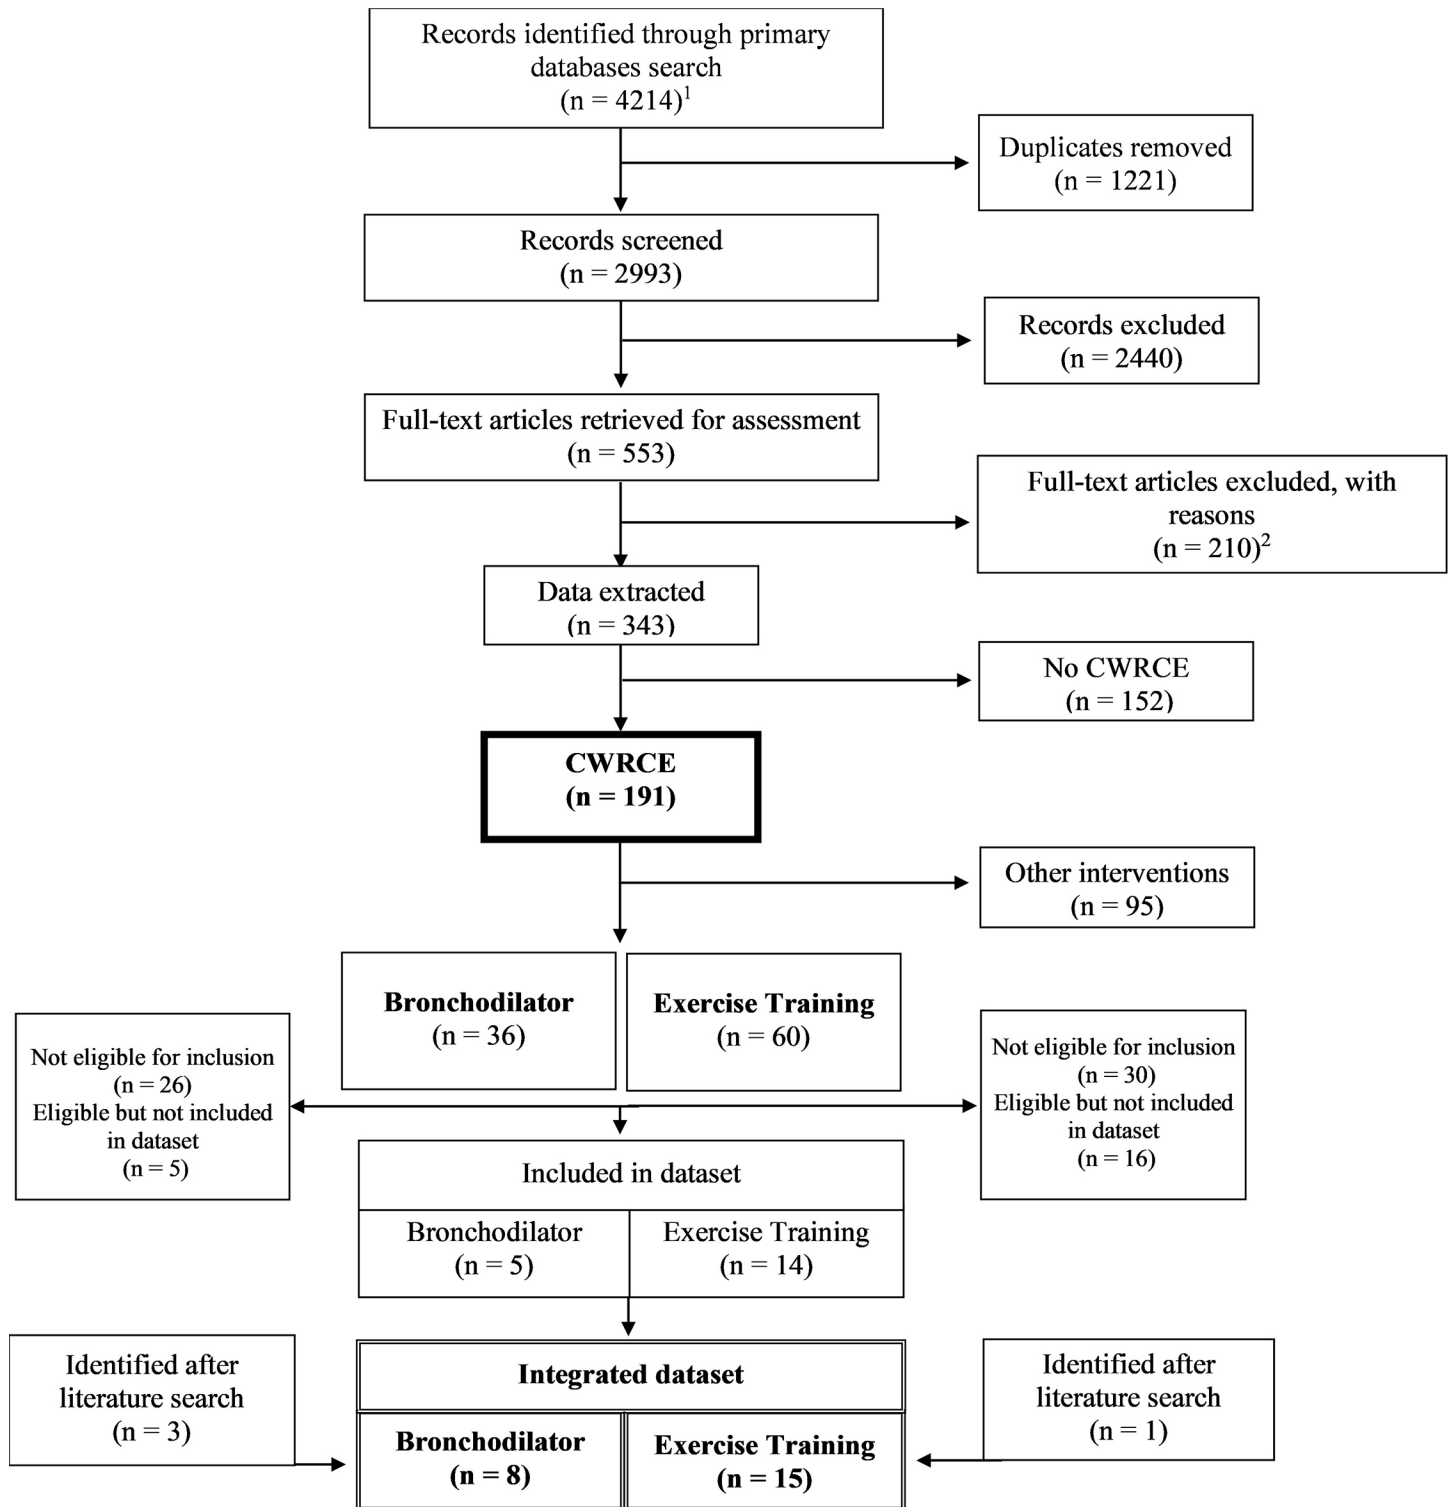 Records identified through primary
databases search
(n = 4214)1
Duplicates removed
(n = 1221)
Records screened
(n = 2993)
Records excluded
(n = 2440)
Full-text articles retrieved for assessment
(n = 553)
Full-text articles excluded, with
reasons
(n = 210)2
Data extracted
(n = 343)
No CWRCE
(n = 152)
CWRCE
(n = 191)
Other interventions
(n = 95)
Bronchodilator
(n = 36)
Exercise Training
(n = 60)
Not eligible for inclusion
(n = 26)
Eligible but not included
in dataset
(n = 5)
Not eligible for inclusion
(n = 30)
Eligible but not included
in dataset
(n = 16)
Included in dataset
Bronchodilator
(n = 5)
Exercise Training
(n = 14)
Identified after
literature search
(n = 3)
Integrated dataset
Bronchodilator
(n = 8)
Exercise Training
(n = 15)
Identified after
literature search
(n = 1)